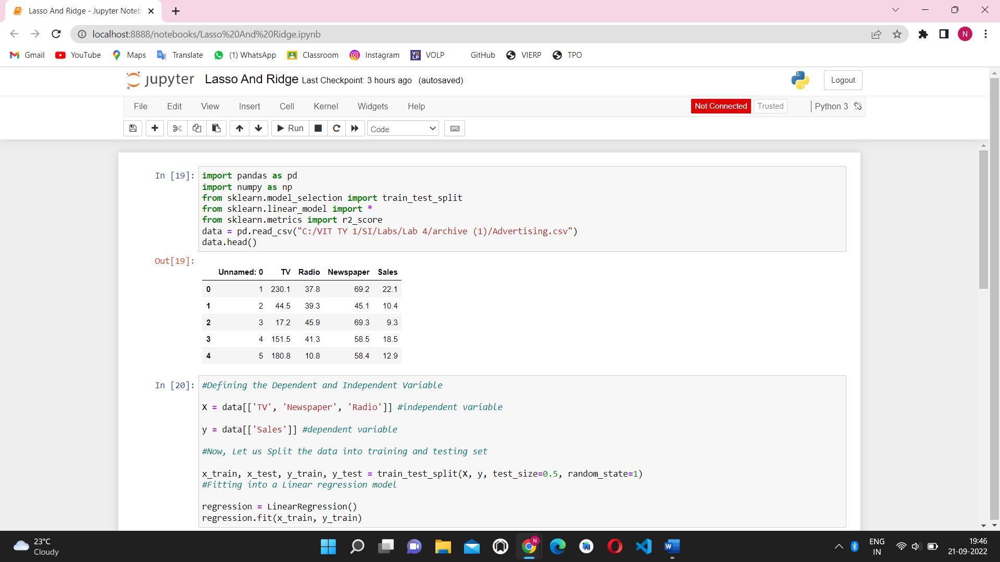 Lasso And Ridge - Jupyter Noteb
localhost:8888/notebooks/Lasso%20And%20Ridge.ipynb
N
Gmail YouTube Maps Translate (1) WhatsApp Classroom Instagram VOLP GitHub VIERP TPO
jupyter Lasso And Ridge Last Checkpoint: 3 hours ago (autosaved)
Logout
File Edit View Insert Cell Kernel Widgets Help
Not Connected Trusted Python 3
Run Code
In [19]:
import pandas as pd
import numpy as np
from sklearn.model_selection import train_test_split
from sklearn.linear_model import *
from sklearn.metrics import r2_score
data = pd.read_csv("C:/VIT TY 1/SI/Labs/Lab 4/archive (1)/Advertising.csv")
data.head()
Out[19]:
Unnamed: 0 TV Radio Newspaper Sales
0 1 230.1 37.8 69.2 22.1
1 2 44.5 39.3 45.1 10.4
2 3 17.2 45.9 69.3 9.3
3 4 151.5 41.3 58.5 18.5
4 5 180.8 10.8 58.4 12.9
In [20]:
#Defining the Dependent and Independent Variable
X = data[['TV', 'Newspaper', 'Radio']] #independent variable
y = data[['Sales']] #dependent variable
#Now, Let us Split the data into training and testing set
x_train, x_test, y_train, y_test = train_test_split(X, y, test_size=0.5, random_state=1)
#Fitting into a Linear regression model
regression = LinearRegression()
regression.fit(x_train, y_train)
23°C
Cloudy
N
W
ENG
IN
19:46
21-09-2022